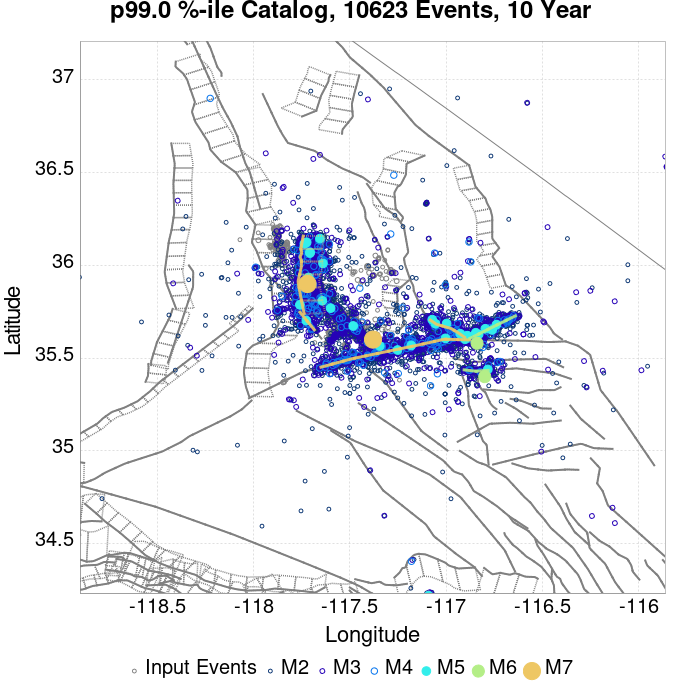 p99.0 %-ile Catalog, 10623 Events, 10 Year
37
36.5
36
35.5
35
34.5
Latitude
-118.5 -118 -117.5 -117 -116.5 -116
Longitude
Input Events M2 M3 M4 M5 M6 M7